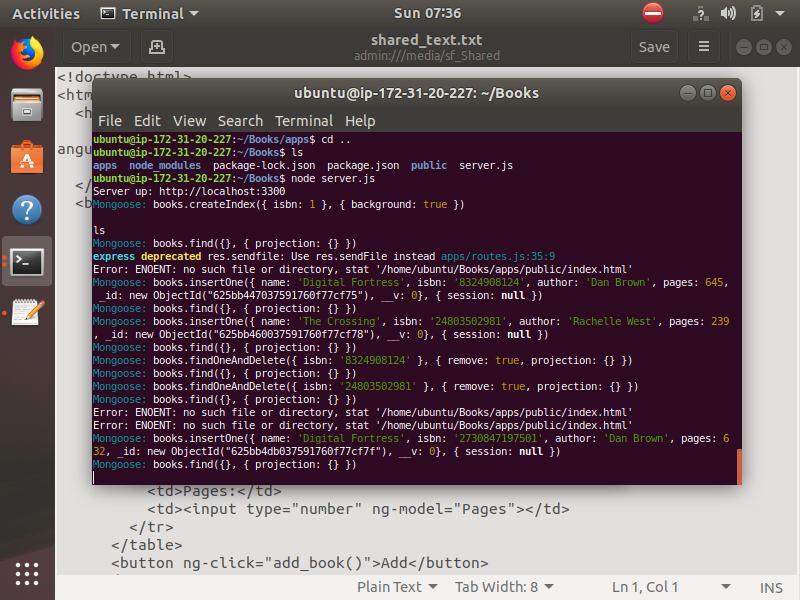 Activities
Terminal
Sun 07:36
Open
shared_text.txt
admin:///media/sf_Shared
Save
<!doctype html>
<htm
<h
angu
</
<b
ubuntu@ip-172-31-20-227: ~/Books
File Edit View Search Terminal Help
ubuntu@ip-172-31-20-227:~/Books/apps$ cd ..
ubuntu@ip-172-31-20-227:~/Books$ ls
apps node_modules package-lock.json package.json public server.js
ubuntu@ip-172-31-20-227:~/Books$ node server.js
Server up: http://localhost:3300
Mongoose: books.createIndex({ isbn: 1 }, { background: true })
ls
Mongoose: books.find({}, { projection: {} })
express deprecated res.sendfile: Use res.sendFile instead apps/routes.js:35:9
Error: ENOENT: no such file or directory, stat '/home/ubuntu/Books/apps/public/index.html'
Mongoose: books.insertOne({ name: 'Digital Fortress', isbn: '8324908124', author: 'Dan Brown', pages: 645,
_id: new ObjectId("625bb447037591760f77cf75"), __v: 0}, { session: null })
Mongoose: books.find({}, { projection: {} })
Mongoose: books.insertOne({ name: 'The Crossing', isbn: '24803502981', author: 'Rachelle West', pages: 239
, _id: new ObjectId("625bb460037591760f77cf78"), __v: 0}, { session: null })
Mongoose: books.find({}, { projection: {} })
Mongoose: books.findOneAndDelete({ isbn: '8324908124' }, { remove: true, projection: {} })
Mongoose: books.find({}, { projection: {} })
Mongoose: books.findOneAndDelete({ isbn: '24803502981' }, { remove: true, projection: {} })
Mongoose: books.find({}, { projection: {} })
Error: ENOENT: no such file or directory, stat '/home/ubuntu/Books/apps/public/index.html'
Error: ENOENT: no such file or directory, stat '/home/ubuntu/Books/apps/public/index.html'
Mongoose: books.insertOne({ name: 'Digital Fortress', isbn: '2730847197501', author: 'Dan Brown', pages: 6
32, _id: new ObjectId("625bb4db037591760f77cf7f"), __v: 0}, { session: null })
Mongoose: books.find({}, { projection: {} })
<td>Pages:</td>
<td><input type="number" ng-model="Pages"></td>
</tr>
</table>
<button ng-click="add_book()">Add</button>
Plain Text
Tab Width: 8
Ln 1, Col 1
INS